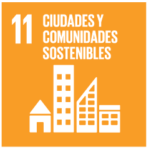 11 CIUDADES Y
COMUNIDADES
SOSTENIBLES